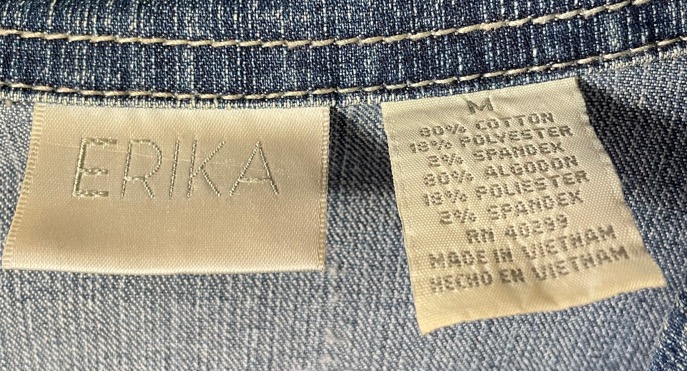 ERIKA
M
80% COTTON
18% POLYESTER
2% SPANDEX
80% ALGODON
18% POLIESTER
2% SPANDEX
RN 40299
MADE IN VIETNAM
HECHO EN VIETNAM